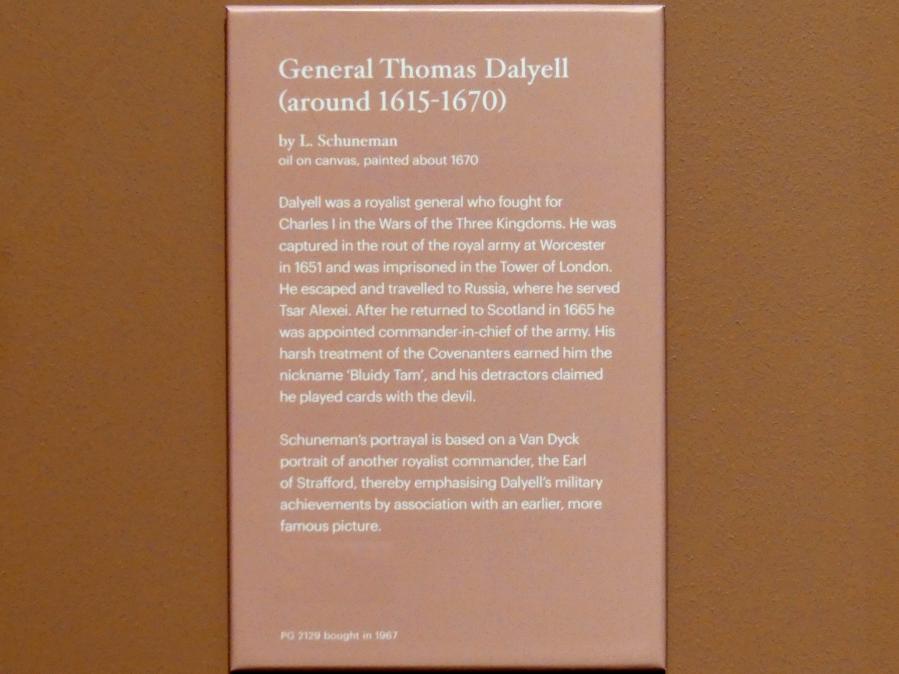 General Thomas Dalyell
(around 1615-1670)
by L. Schuneman
oil on canvas, painted about 1670
Dalyell was a royalist general who fought for
Charles I in the Wars of the Three Kingdoms. He was
captured in the rout of the royal army at Worcester
in 1651 and was imprisoned in the Tower of London.
He escaped and travelled to Russia, where he served
Tsar Alexei. After he returned to Scotland in 1665 he
was appointed commander-in-chief of the army. His
harsh treatment of the Covenanters earned him the
nickname ‘Bluidy Tam’, and his detractors claimed
he played cards with the devil.
Schuneman’s portrayal is based on a Van Dyck
portrait of another royalist commander, the Earl
of Strafford, thereby emphasising Dalyell’s military
achievements by association with an earlier, more
famous picture.
PG 2129 bought in 1967